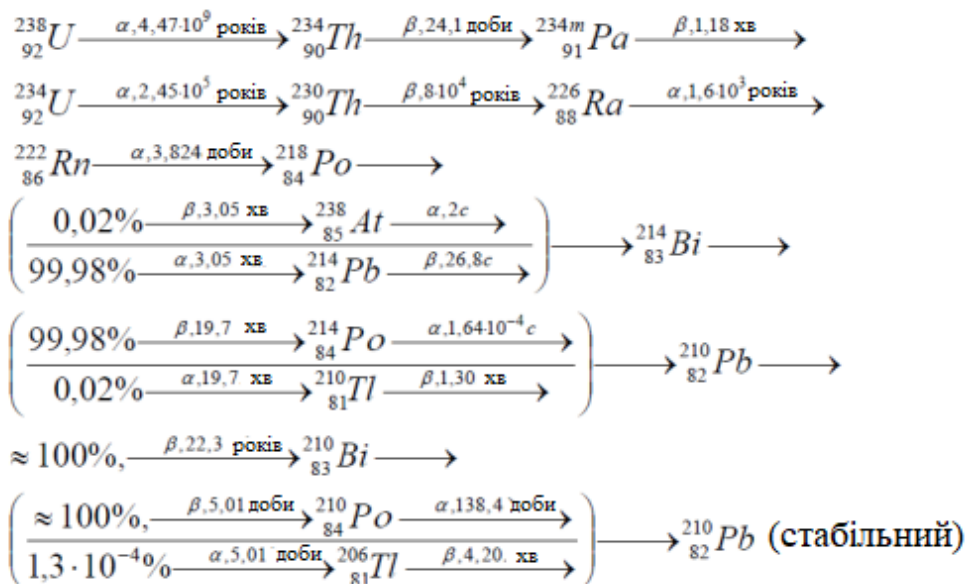 ²³⁸₉₂U —α,4,47·10⁹ років→ ²³⁴₉₀Th —β,24,1 доби→ ²³⁴ᵐ₉₁Pa —β,1,18 хв→
²³⁴₉₂U —α,2,45·10⁵ років→ ²³⁰₉₀Th —β,8·10⁴ років→ ²²⁶₈₈Ra —α,1,6·10³ років→
²²²₈₆Rn —α,3,824 доби→ ²¹⁸₈₄Po →
0,02% —β,3,05 хв→ ²³⁸₈₅At —α,2c→
99,98% —α,3,05 хв.→ ²¹⁴₈₂Pb —β,26,8c→
→ ²¹⁴₈₃Bi →
99,98% —β,19,7 хв→ ²¹⁴₈₄Po —α,1,64·10⁻⁴c→
0,02% —α,19,7 хв→ ²¹⁰₈₁Tl —β,1,30 хв→
→ ²¹⁰₈₂Pb →
≈100%, —β,22,3 років→ ²¹⁰₈₃Bi →
≈100%, —β,5,01 доби→ ²¹⁰₈₄Po —α,138,4 доби→
1,3·10⁻⁴% —α,5,01 доби→ ²⁰⁶₈₁Tl —β,4,20. хв→
→ ²¹⁰₈₂Pb (стабільний)